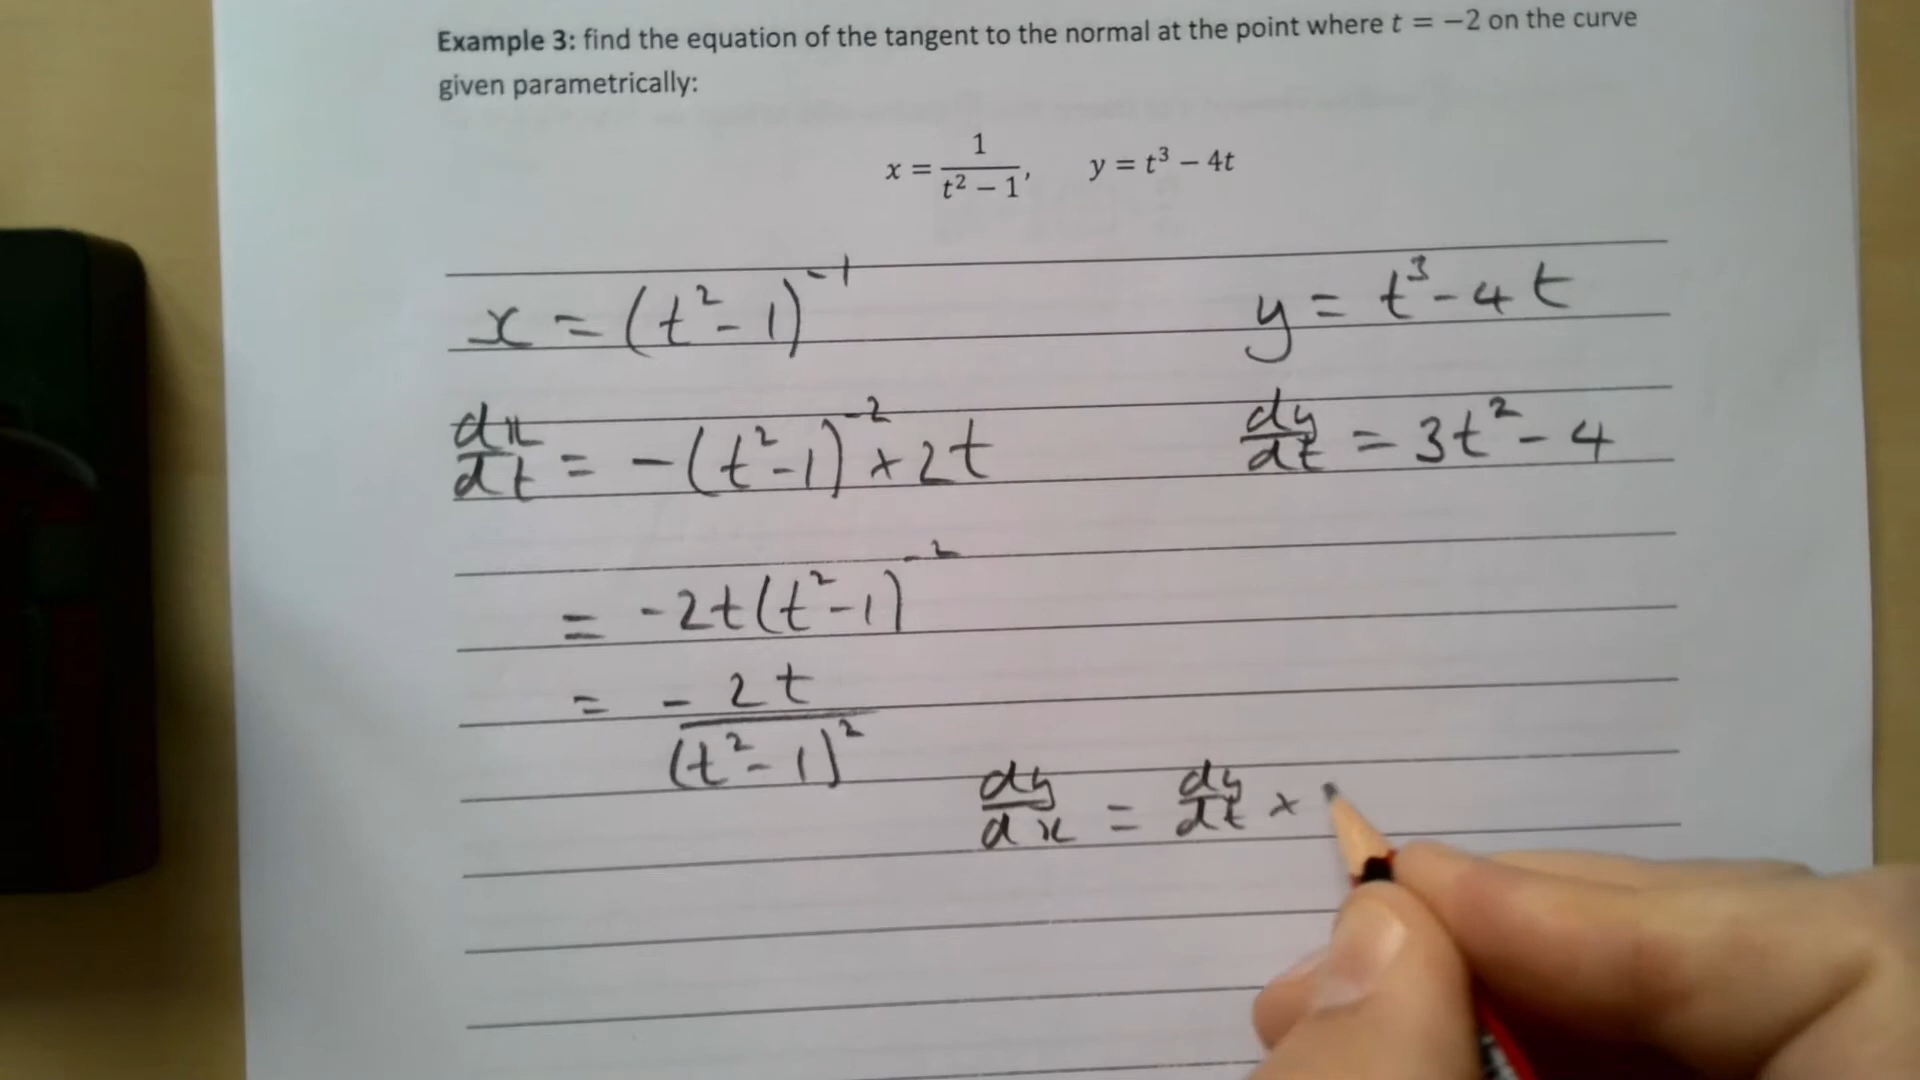 Example 3: find the equation of the tangent to the normal at the point where t = −2 on the curve
given parametrically:
x = 1/(t² − 1), y = t³ − 4t
x = (t² - 1)⁻¹
y = t³ - 4t
dx/dt = -(t² - 1)⁻² × 2t
dy/dt = 3t² - 4
= -2t(t² - 1)⁻²
= -2t/(t² - 1)²
dy/dx = dy/dt ×